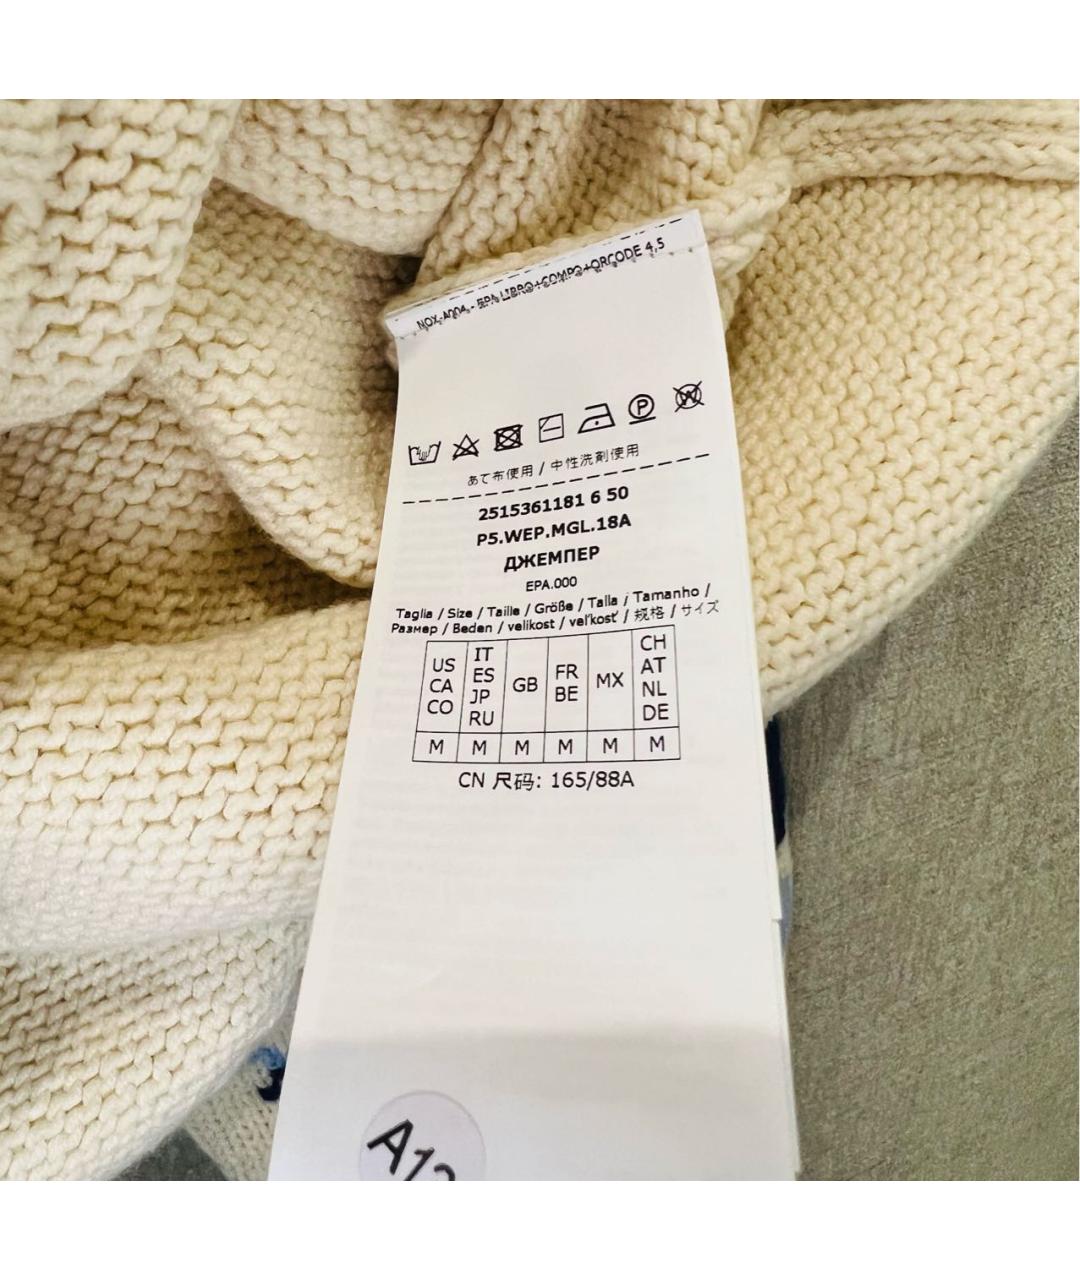 NOX-A004 - EPA LIBRO+COMPO+QRCODE 4,5
P
W
あて布使用 / 中性洗剤使用
2515361181 6 50
P5.WEP.MGL.18A
ДЖЕМПЕР
EPA.000
Taglia / Size / Taille / Größe / Talla / Tamanho /
Размер / Beden / velikost / veľkosť / 规格 / サイズ
US CA CO
IT ES JP RU
GB
FR BE
MX
CH AT NL DE
M M M M M M
CN 尺码: 165/88A